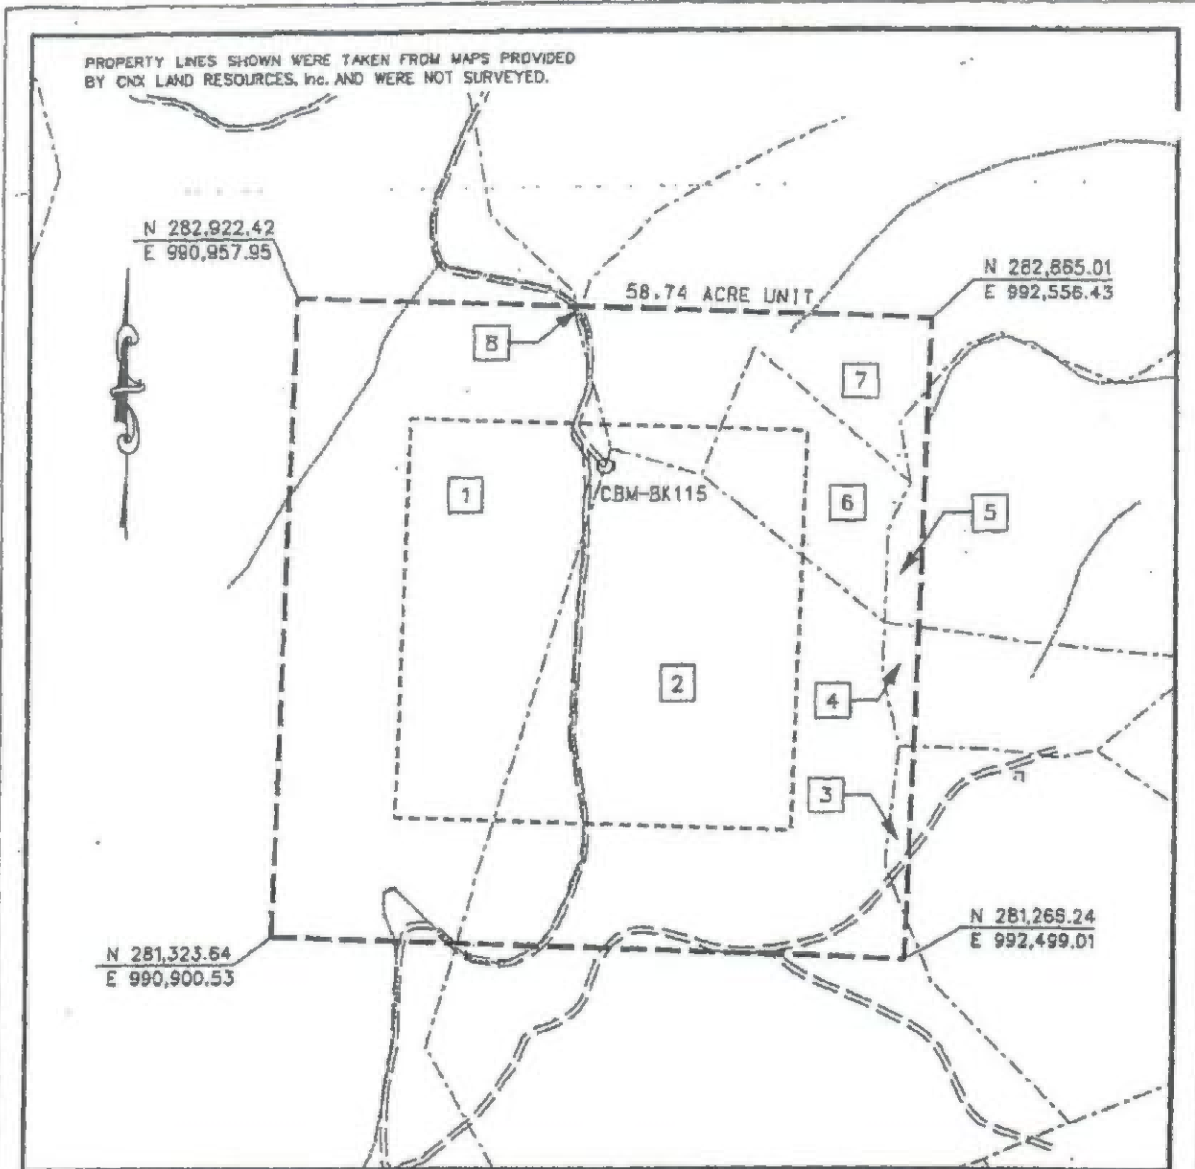 PROPERTY LINES SHOWN WERE TAKEN FROM MAPS PROVIDED
BY CNX LAND RESOURCES, Inc. AND WERE NOT SURVEYED.
N 282,922.42
E 990,957.95
N 282,865.01
E 992,556.43
58.74 ACRE UNIT
8
7
1
CBM-BK115
6
5
2
4
3
N 281,323.64
E 990,900.53
N 281,266.24
E 992,499.01